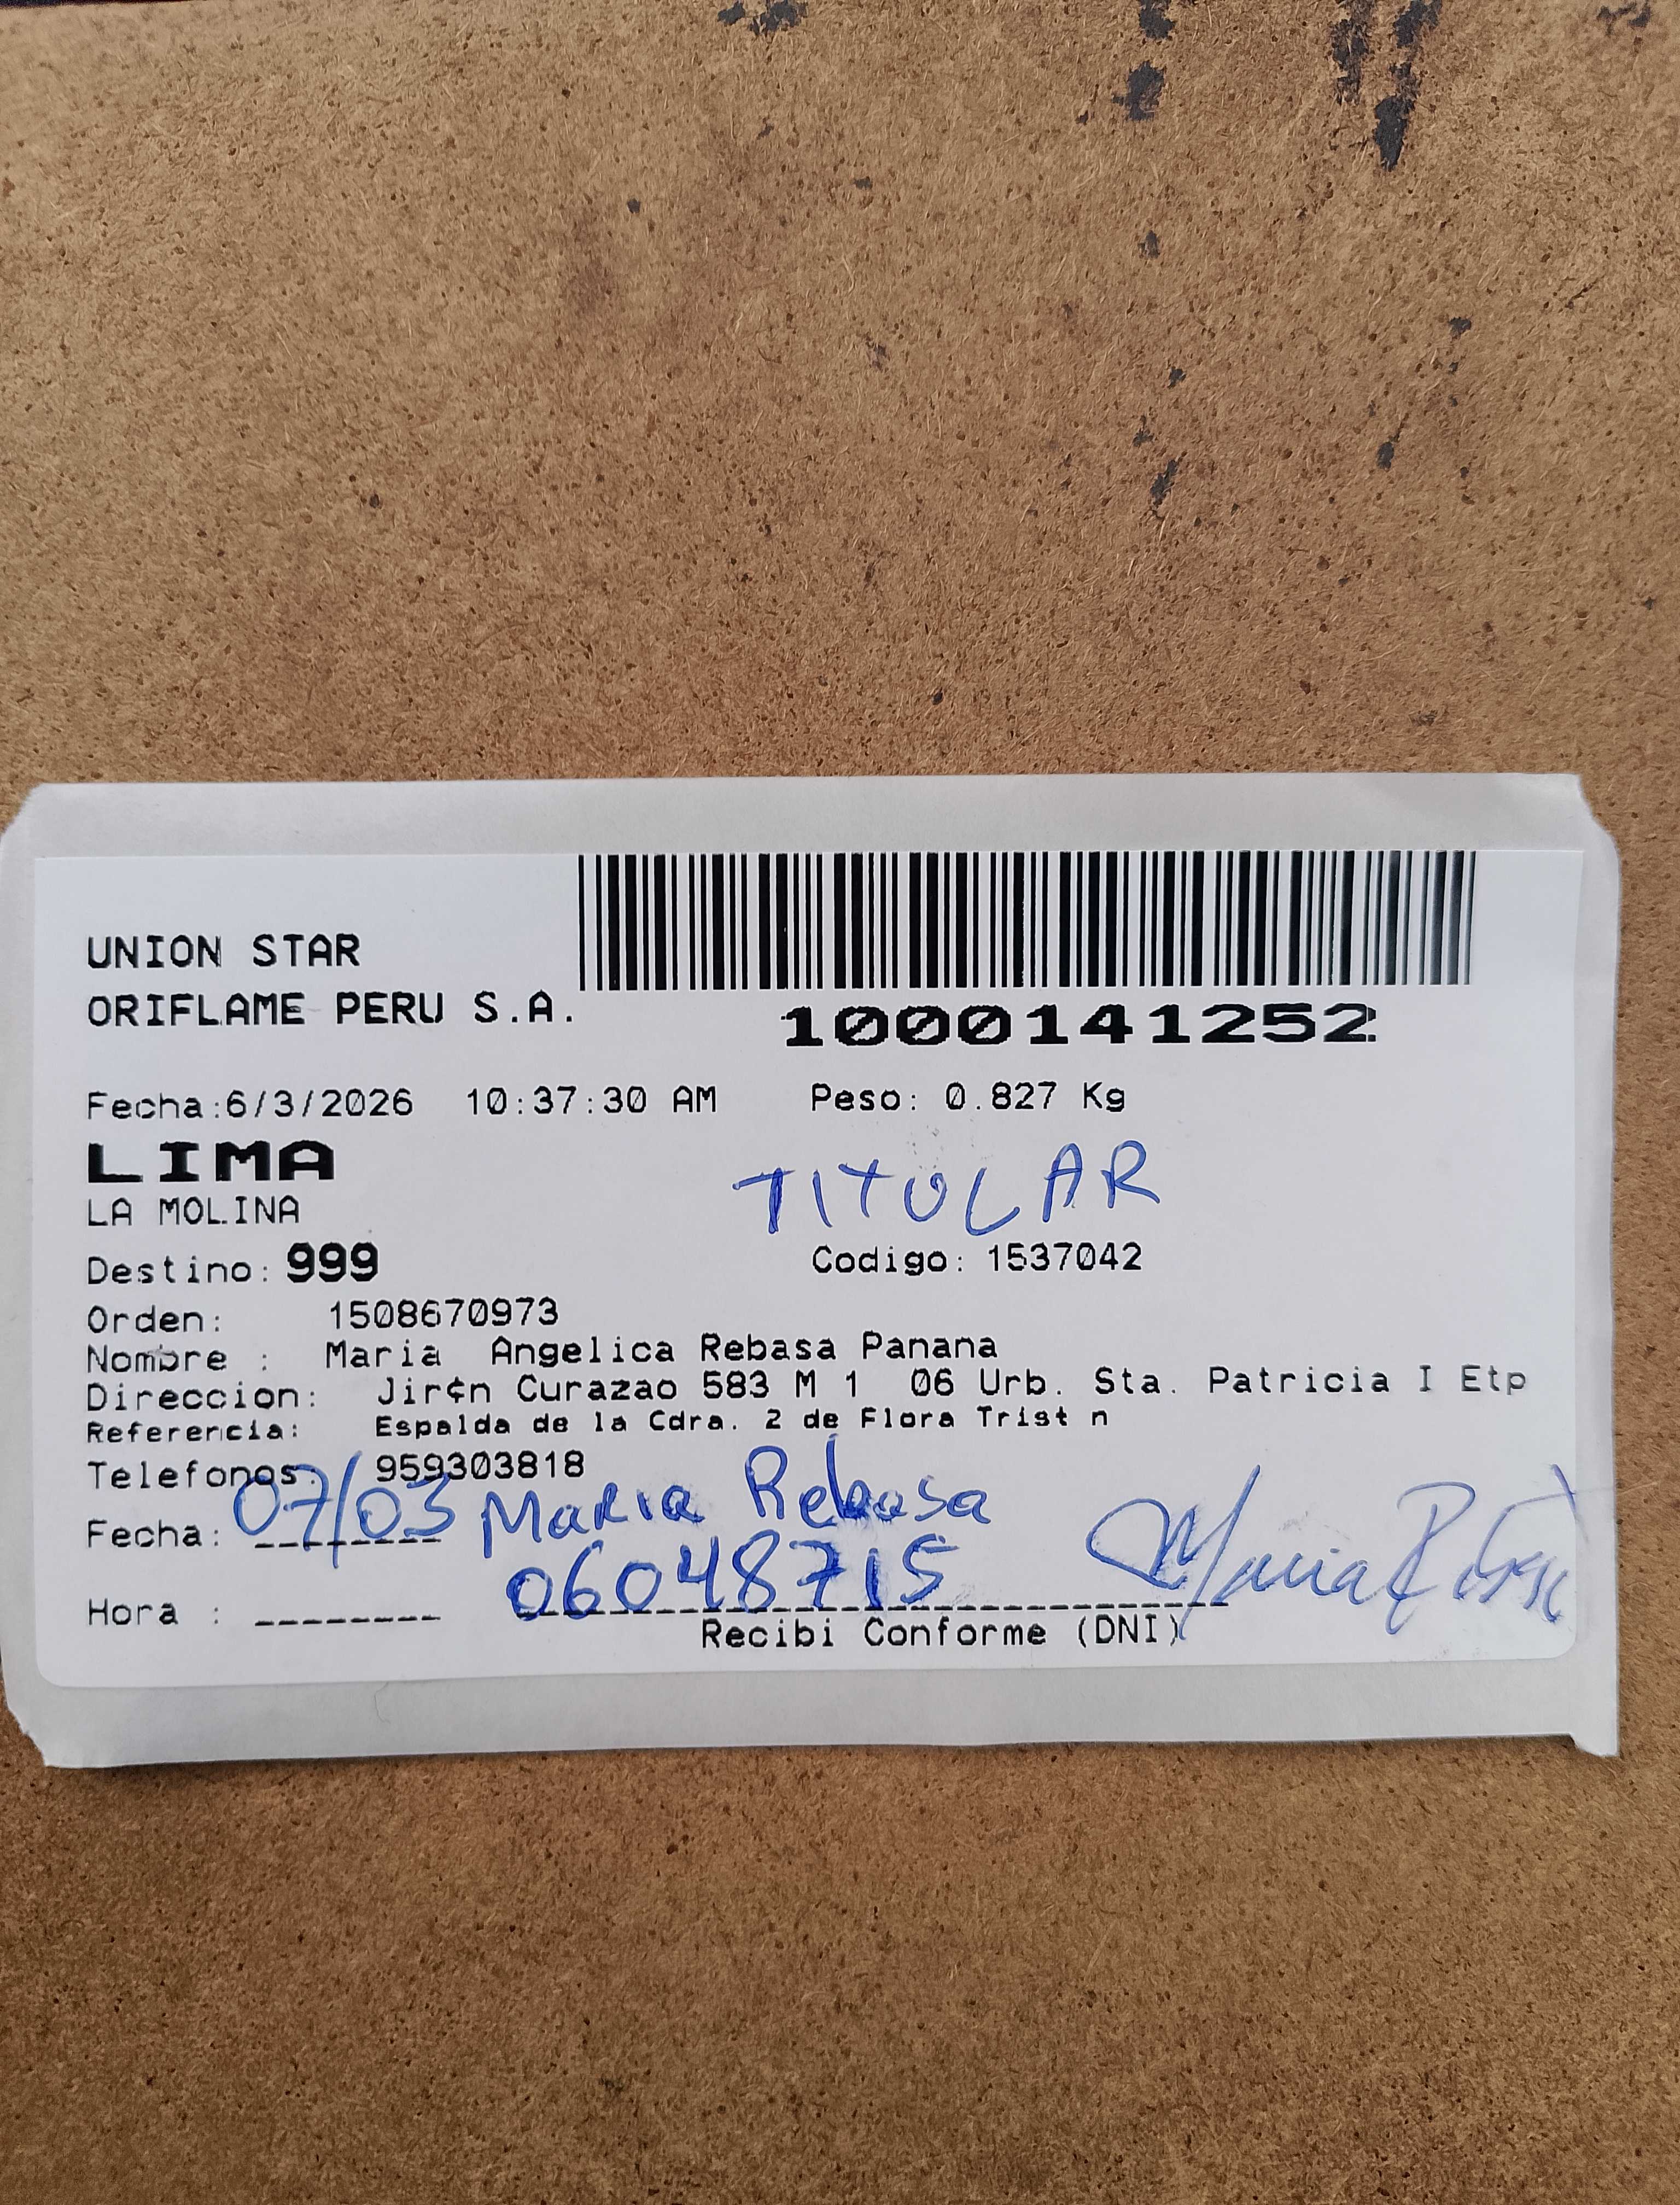 UNION STAR
ORIFLAME PERU S.A.
1000141252
Fecha:6/3/2026 10:37:30 AM Peso: 0.827 Kg
LIMA
TITULAR
LA MOLINA
Destino: 999 Codigo: 1537042
Orden: 1508670973
Nombre : Maria Angelica Rebasa Panana
Direccion: Jir¢n Curazao 583 M 1 06 Urb. Sta. Patricia I Etp
Referencia: Espalda de la Cdra. 2 de Flora Trist n
Telefonos: 959303818
Fecha: 07/03 Maria Rebasa
06048715 Maria Rebasa
Hora :
Recibi Conforme (DNI)